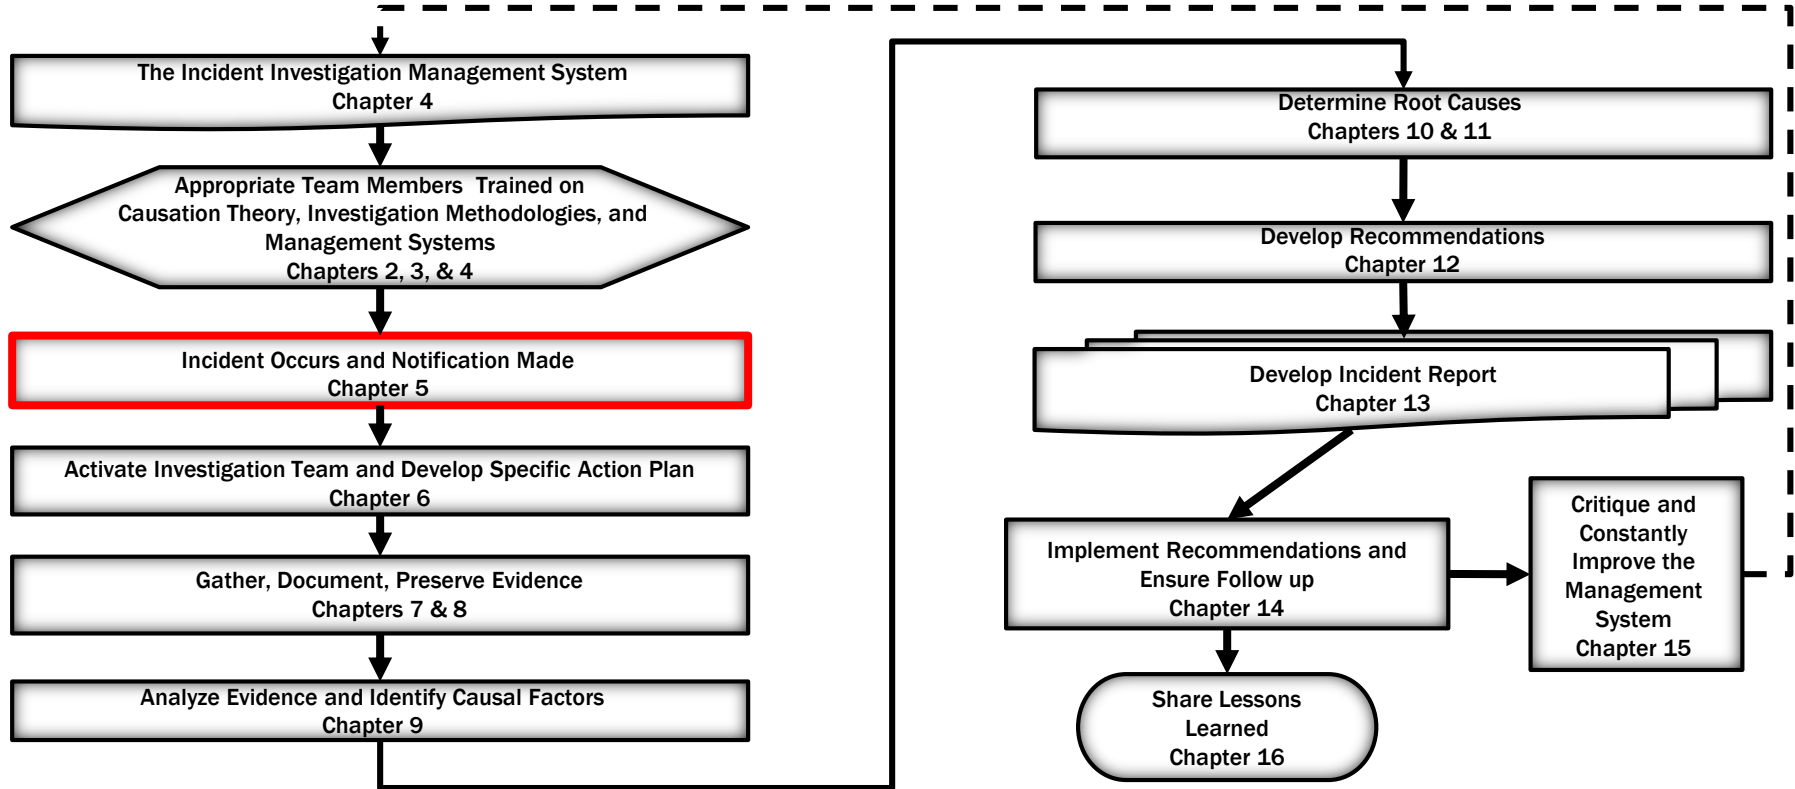 The Incident Investigation Management System
Chapter 4
Appropriate Team Members Trained on
Causation Theory, Investigation Methodologies, and
Management Systems
Chapters 2, 3, & 4
Incident Occurs and Notification Made
Chapter 5
Activate Investigation Team and Develop Specific Action Plan
Chapter 6
Gather, Document, Preserve Evidence
Chapters 7 & 8
Analyze Evidence and Identify Causal Factors
Chapter 9
Determine Root Causes
Chapters 10 & 11
Develop Recommendations
Chapter 12
Develop Incident Report
Chapter 13
Implement Recommendations and
Ensure Follow up
Chapter 14
Critique and
Constantly
Improve the
Management
System
Chapter 15
Share Lessons
Learned
Chapter 16